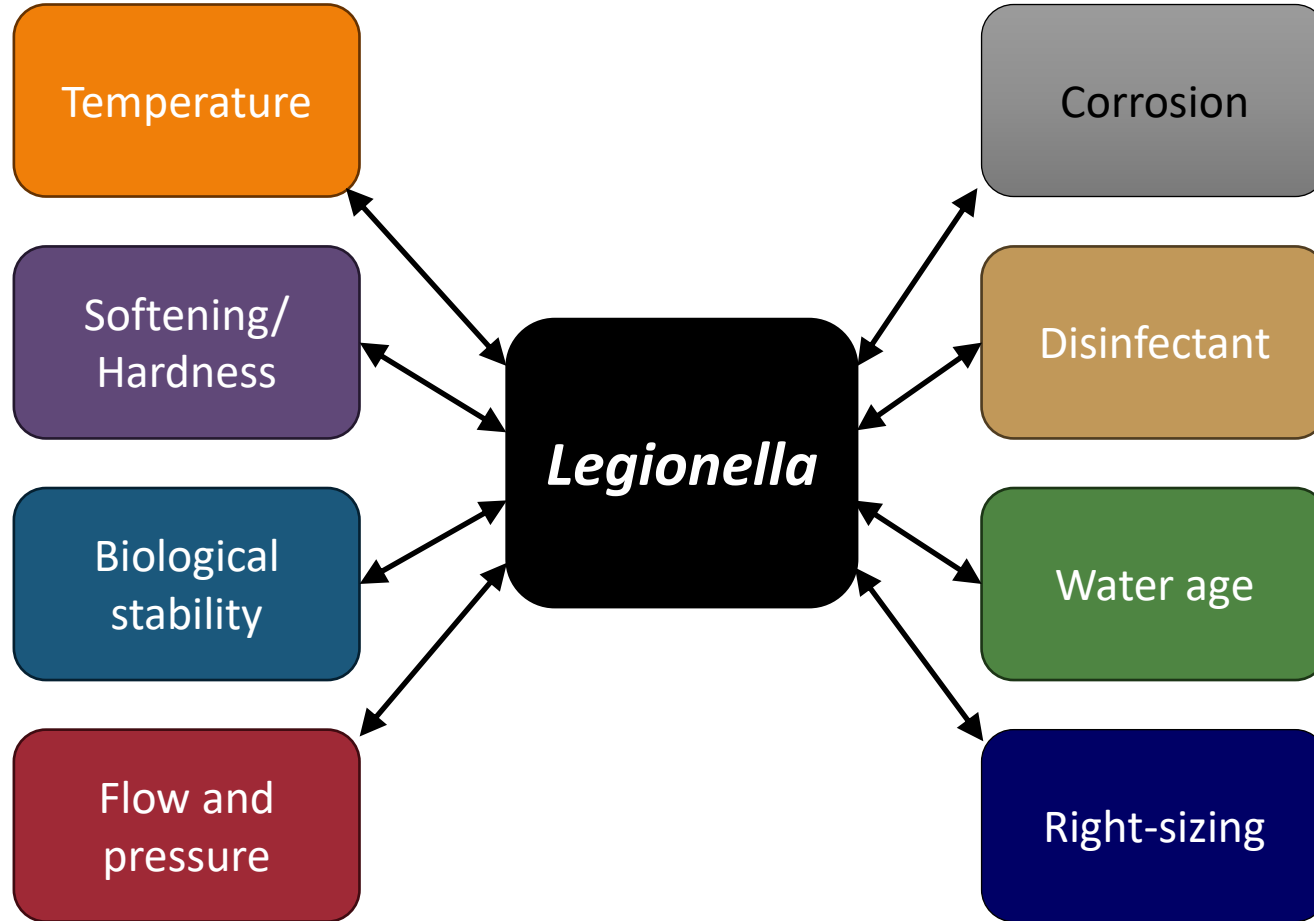 Temperature
Softening/
Hardness
Biological
stability
Flow and
pressure
Legionella
Corrosion
Disinfectant
Water age
Right-sizing